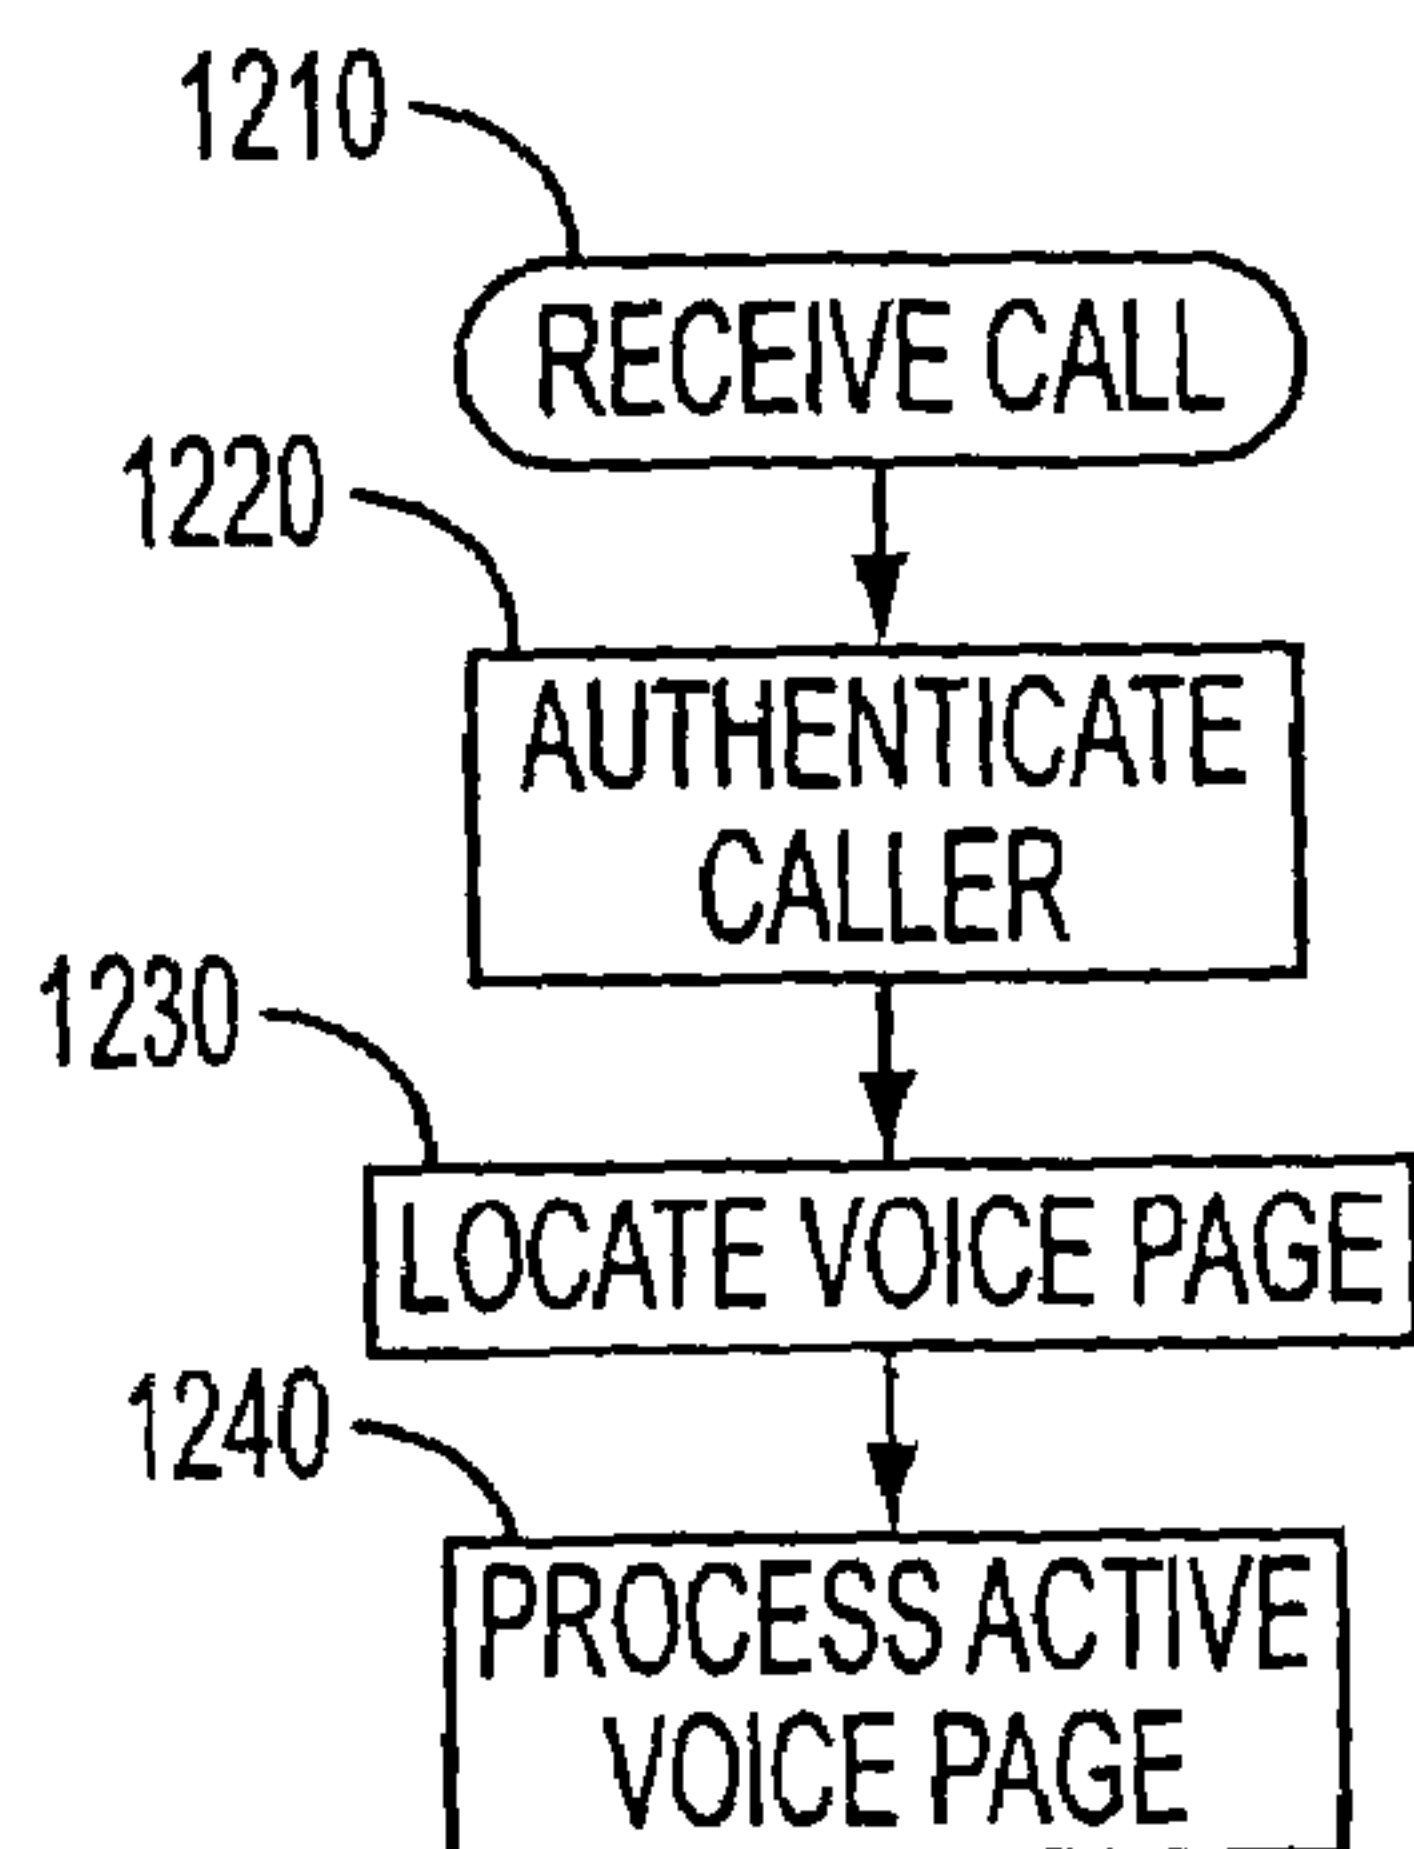 1210
RECEIVE CALL
1220
AUTHENTICATE
CALLER
1230
LOCATE VOICE PAGE
1240
PROCESS ACTIVE
VOICE PAGE